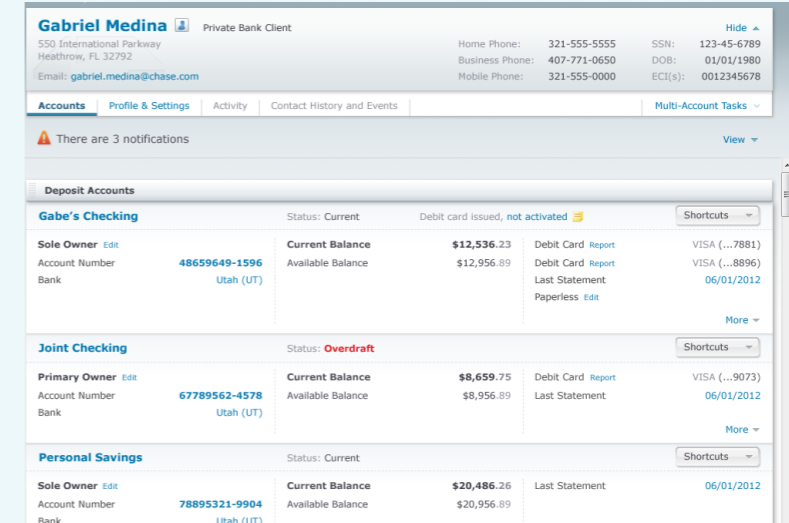 Gabriel Medina Private Bank Client Hide
550 International Parkway Home Phone: 321-555-5555 SSN: 123-45-6789
Heathrow, FL 32792 Business Phone: 407-771-0650 DOB: 01/01/1980
Email: gabriel.medina@chase.com Mobile Phone: 321-555-0000 ECI(s): 0012345678
Accounts Profile & Settings Activity Contact History and Events Multi-Account Tasks
There are 3 notifications View
Deposit Accounts
Gabe's Checking Status: Current Debit card issued, not activated Shortcuts
Sole Owner Edit Current Balance $12,536.23 Debit Card Report VISA (...7881)
Account Number 48659649-1596 Available Balance $12,956.89 Debit Card Report VISA (...8896)
Bank Utah (UT) Last Statement 06/01/2012
Paperless Edit
More
Joint Checking Status: Overdraft Shortcuts
Primary Owner Edit Current Balance $8,659.75 Debit Card Report VISA (...9073)
Account Number 67789562-4578 Available Balance $8,956.89 Last Statement 06/01/2012
Bank Utah (UT)
More
Personal Savings Status: Current Shortcuts
Sole Owner Edit Current Balance $20,486.26 Last Statement 06/01/2012
Account Number 78895321-9904 Available Balance $20,956.89
Bank Utah (UT)